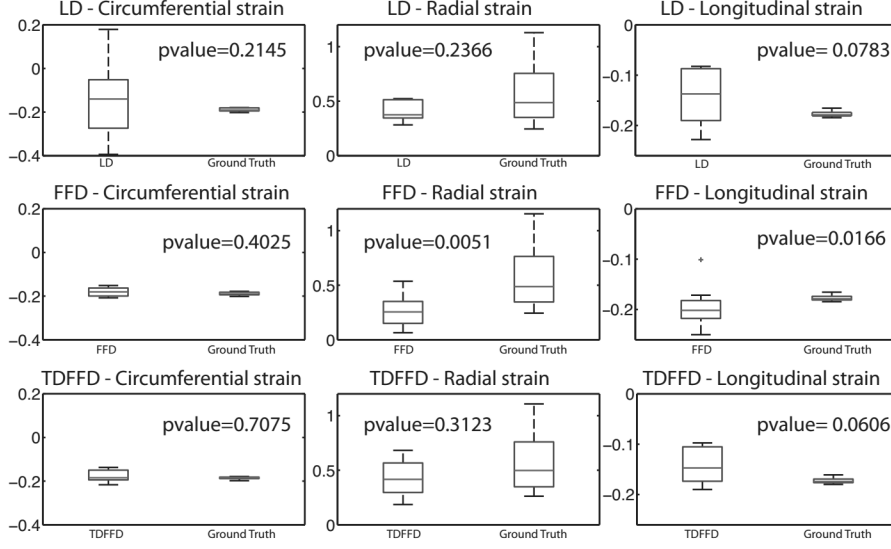 LD - Circumferential strain
0.2
0
−0.2
−0.4
pvalue=0.2145
LD
Ground Truth
LD - Radial strain
1
0.5
0
pvalue=0.2366
LD
Ground Truth
LD - Longitudinal strain
0
−0.1
−0.2
pvalue= 0.0783
LD
Ground Truth
FFD - Circumferential strain
0.2
0
−0.2
−0.4
pvalue=0.4025
FFD
Ground Truth
FFD - Radial strain
1
0.5
0
pvalue=0.0051
FFD
Ground Truth
FFD - Longitudinal strain
0
−0.1
−0.2
pvalue=0.0166
FFD
Ground Truth
TDFFD - Circumferential strain
0.2
0
−0.2
−0.4
pvalue=0.7075
TDFFD
Ground Truth
TDFFD - Radial strain
1
0.5
0
pvalue=0.3123
TDFFD
Ground Truth
TDFFD - Longitudinal strain
0
−0.1
−0.2
pvalue= 0.0606
TDFFD
Ground Truth